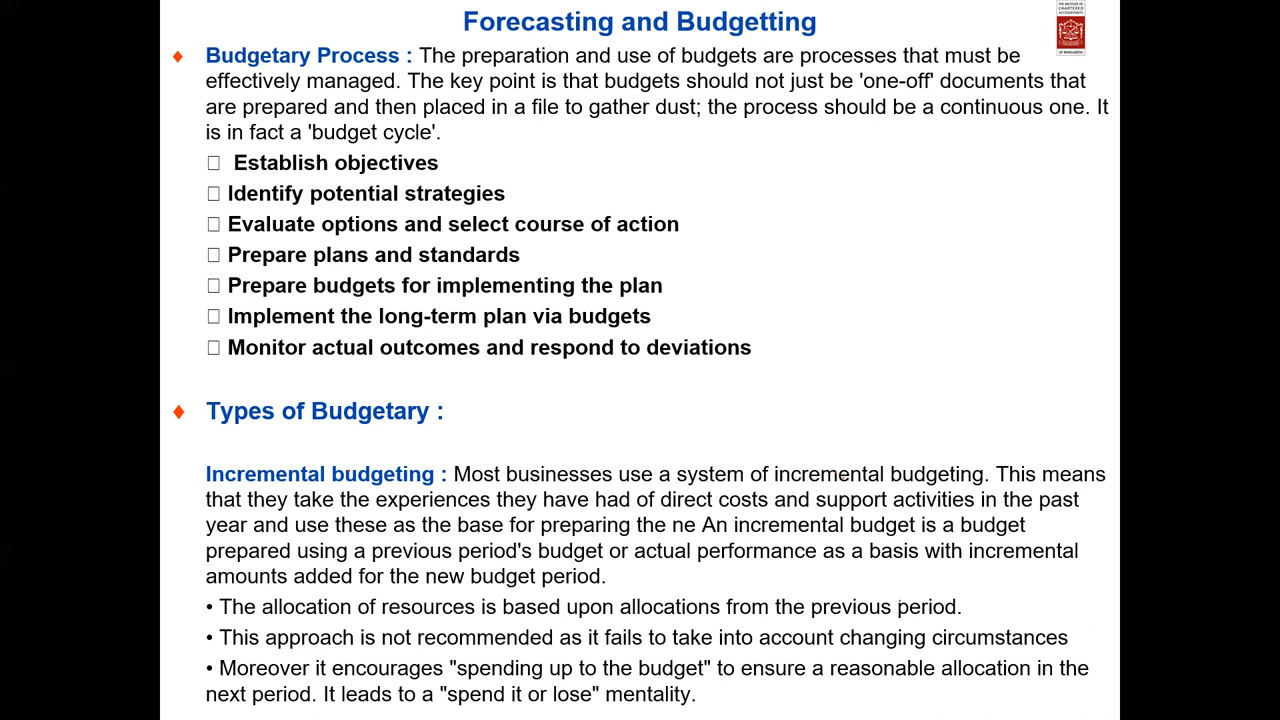 Forecasting and Budgetting
THE INSTITUTE OF
CHARTERED
ACCOUNTANTS
OF BANGLADESH
♦ Budgetary Process : The preparation and use of budgets are processes that must be
effectively managed. The key point is that budgets should not just be 'one-off' documents that
are prepared and then placed in a file to gather dust; the process should be a continuous one. It
is in fact a 'budget cycle'.
□ Establish objectives
□ Identify potential strategies
□ Evaluate options and select course of action
□ Prepare plans and standards
□ Prepare budgets for implementing the plan
□ Implement the long-term plan via budgets
□ Monitor actual outcomes and respond to deviations
♦ Types of Budgetary :
Incremental budgeting : Most businesses use a system of incremental budgeting. This means
that they take the experiences they have had of direct costs and support activities in the past
year and use these as the base for preparing the ne An incremental budget is a budget
prepared using a previous period's budget or actual performance as a basis with incremental
amounts added for the new budget period.
• The allocation of resources is based upon allocations from the previous period.
• This approach is not recommended as it fails to take into account changing circumstances
• Moreover it encourages "spending up to the budget" to ensure a reasonable allocation in the
next period. It leads to a "spend it or lose" mentality.